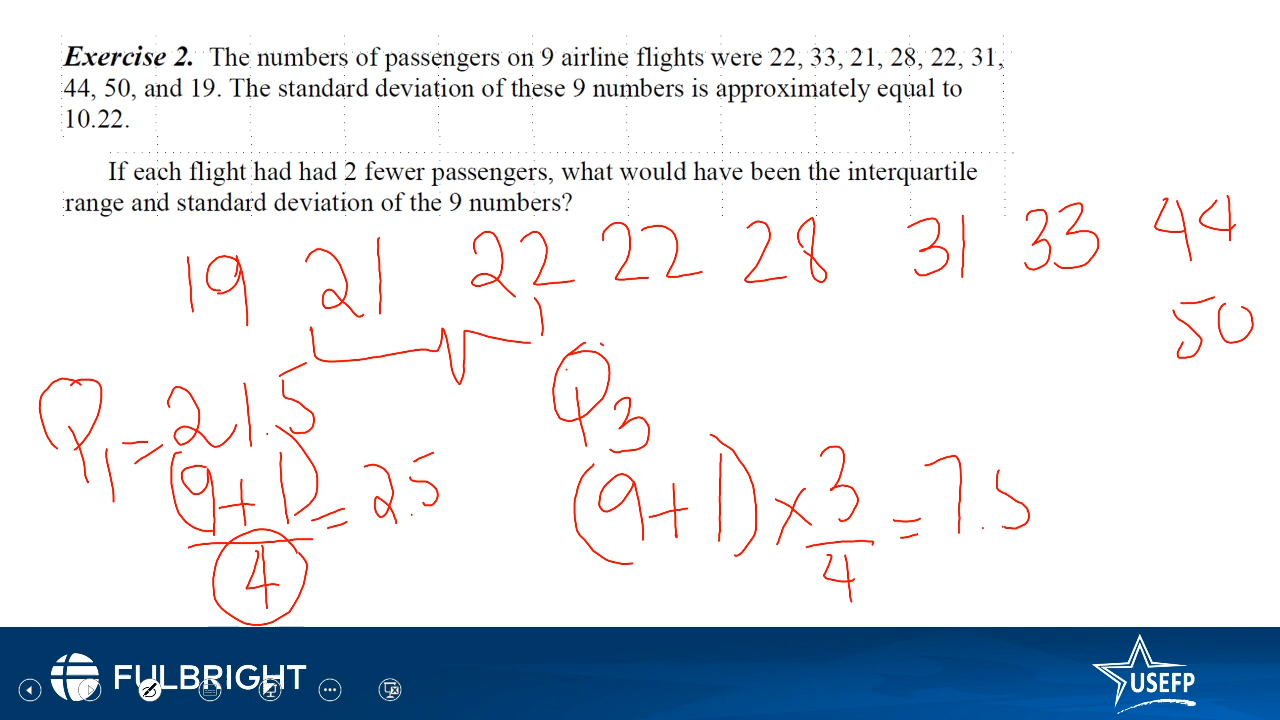 Exercise 2. The numbers of passengers on 9 airline flights were 22, 33, 21, 28, 22, 31,
44, 50, and 19. The standard deviation of these 9 numbers is approximately equal to
10.22.
If each flight had had 2 fewer passengers, what would have been the interquartile
range and standard deviation of the 9 numbers?
19 21 22 22 28 31 33 44
50
Q1 = 21.5
Q3
(9+1)/4 = 2.5
(9+1) × 3/4 = 7.5
FULBRIGHT
USEFP